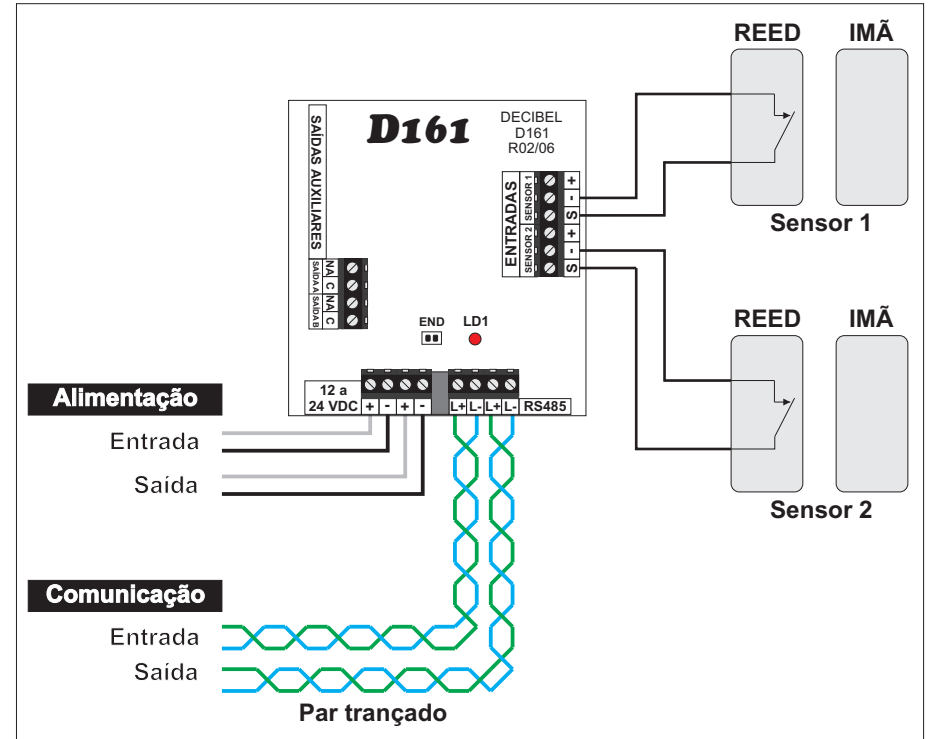 REED IMÃ
D161
DECIBEL
D161
R02/06
SAÍDAS AUXILIARES
ENTRADAS
SENSOR 1
SENSOR 2
+
-
S
+
-
S
Sensor 1
SAÍDA A
SAÍDA B
NA
C
NA
C
END LD1
REED IMÃ
12 a
24 VDC + - + - L+ L- L+ L- RS485
Alimentação
Entrada
Saída
Sensor 2
Comunicação
Entrada
Saída
Par trançado